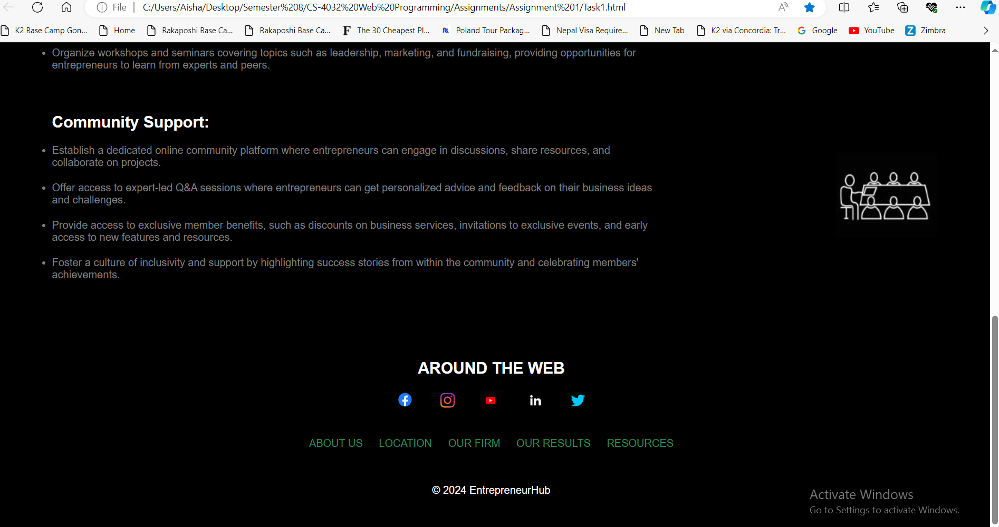 File
C:/Users/Aisha/Desktop/Semester%208/CS-4032%20Web%20Programming/Assignments/Assignment%201/Task1.html
K2 Base Camp Gon...
Home
Rakaposhi Base Ca...
Rakaposhi Base Ca...
The 30 Cheapest Pl...
Poland Tour Packag...
Nepal Visa Require...
New Tab
K2 via Concordia: Tr...
Google
YouTube
Zimbra
• Organize workshops and seminars covering topics such as leadership, marketing, and fundraising, providing opportunities for
entrepreneurs to learn from experts and peers.
Community Support:
• Establish a dedicated online community platform where entrepreneurs can engage in discussions, share resources, and
collaborate on projects.
• Offer access to expert-led Q&A sessions where entrepreneurs can get personalized advice and feedback on their business ideas
and challenges.
• Provide access to exclusive member benefits, such as discounts on business services, invitations to exclusive events, and early
access to new features and resources.
• Foster a culture of inclusivity and support by highlighting success stories from within the community and celebrating members'
achievements.
AROUND THE WEB
ABOUT US LOCATION OUR FIRM OUR RESULTS RESOURCES
© 2024 EntrepreneurHub
Activate Windows
Go to Settings to activate Windows.